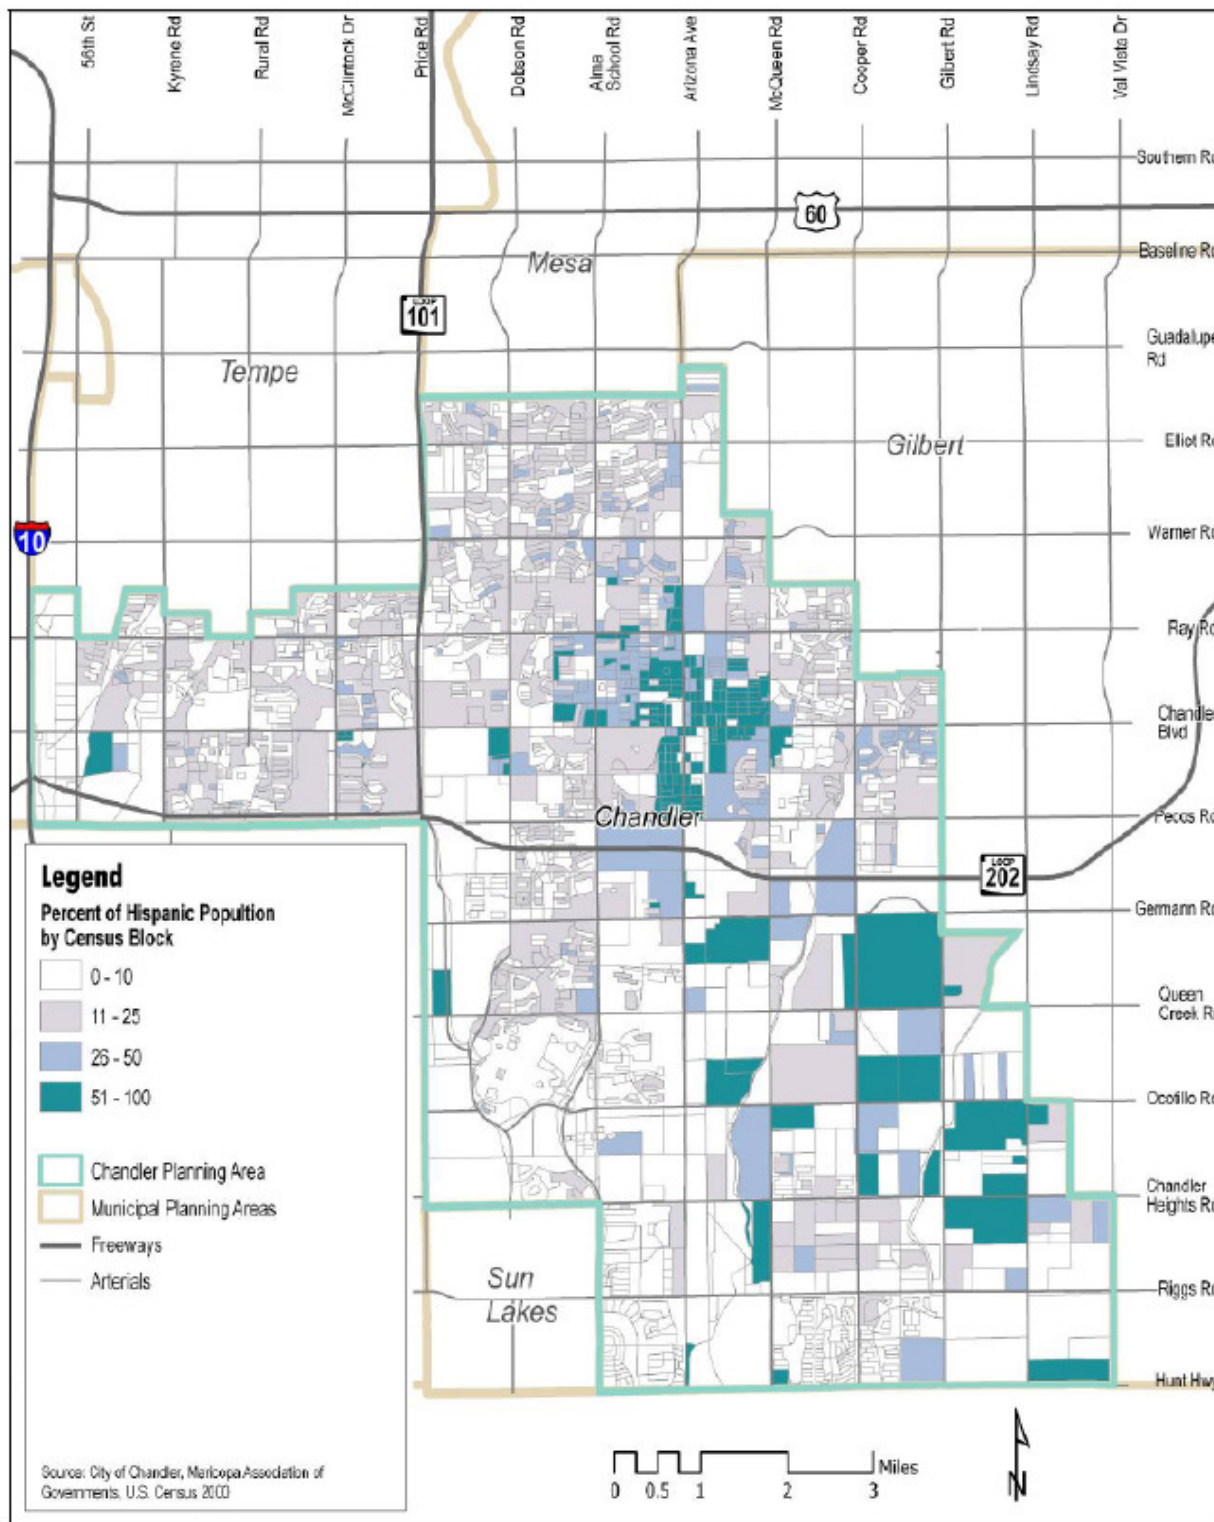 56th St
Kyrene Rd
Rural Rd
McClintock Dr
Price Rd
Dobson Rd
Alma
School Rd
Arizona Ave
McQueen Rd
Cooper Rd
Gilbert Rd
Lindsay Rd
Val Vista Dr
Southern Rd
60
Baseline Rd
Mesa
LOOP
101
Guadalupe
Rd
Tempe
Elliot Rd
Gilbert
10
Warner Rd
Ray Rd
Chandler
Blvd
Chandler
Pecos Rd
LOOP
202
Germann Rd
Queen
Creek R
Ocotillo Rd
Chandler
Heights Rd
Sun
Lakes
Riggs Rd
Hunt Hwy
Legend
Percent of Hispanic Popultion
by Census Block
0 - 10
11 - 25
26 - 50
51 - 100
Chandler Planning Area
Municipal Planning Areas
Freeways
Arterials
Source: City of Chandler, Maricopa Association of
Governments, U.S. Census 2000
Miles
0 0.5 1 2 3
N